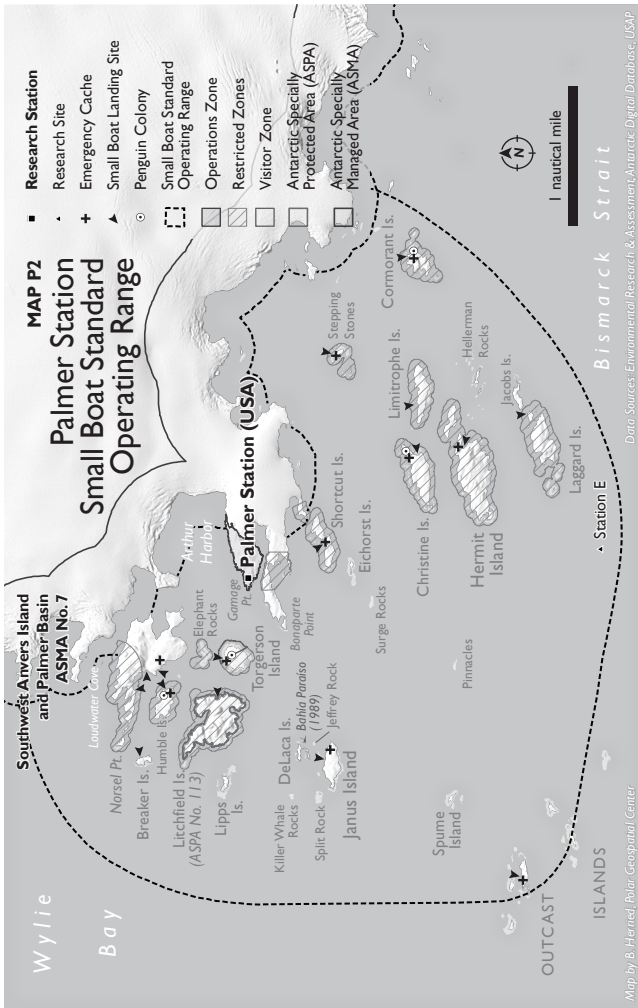 MAP P2
Palmer Station
Small Boat Standard
Operating Range
Research Station
Research Site
Emergency Cache
Small Boat Landing Site
Penguin Colony
Small Boat Standard
Operating Range
Operations Zone
Restricted Zones
Visitor Zone
Antarctic Specially
Protected Area (ASPA)
Antarctic Specially
Managed Area (ASMA)
N
1 nautical mile
Southwest Anvers Island
and Palmer Basin
ASMA No. 7
Wylie
Bay
Loudwater Cove
Norsel Pt.
Breaker Is.
Humble Is.
Litchfield Is.
(ASPA No. 113)
Lipps
Is.
Arthur
Harbor
Elephant
Rocks
Torgerson
Island
Gamage
Pt.
Palmer Station (USA)
Bonaparte
Point
Killer Whale
Rocks
DeLaca Is.
Bahia Paraiso
(1989)
Jeffrey Rock
Split Rock
Janus Island
Shortcut Is.
Eichorst Is.
Surge Rocks
Stepping
Stones
Cormorant Is.
Limitrophe Is.
Christine Is.
Hermit
Island
Hellerman
Rocks
Jacobs Is.
Laggard Is.
Pinnacles
Spume
Island
Station E
OUTCAST
ISLANDS
Bismarck Strait
Map by B. Herried, Polar Geospatial Center
Data Sources: Environmental Research & Assessment, Antarctic Digital Database, USAP